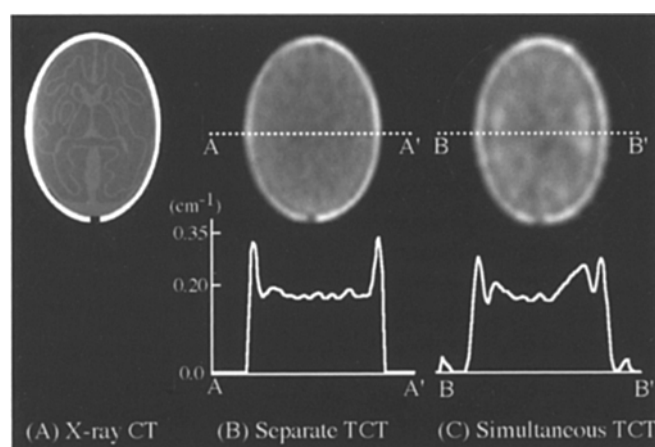 A A' B B'
(cm⁻¹)
0.35
0.20
0.0
A A' B B'
(A) X-ray CT (B) Separate TCT (C) Simultaneous TCT